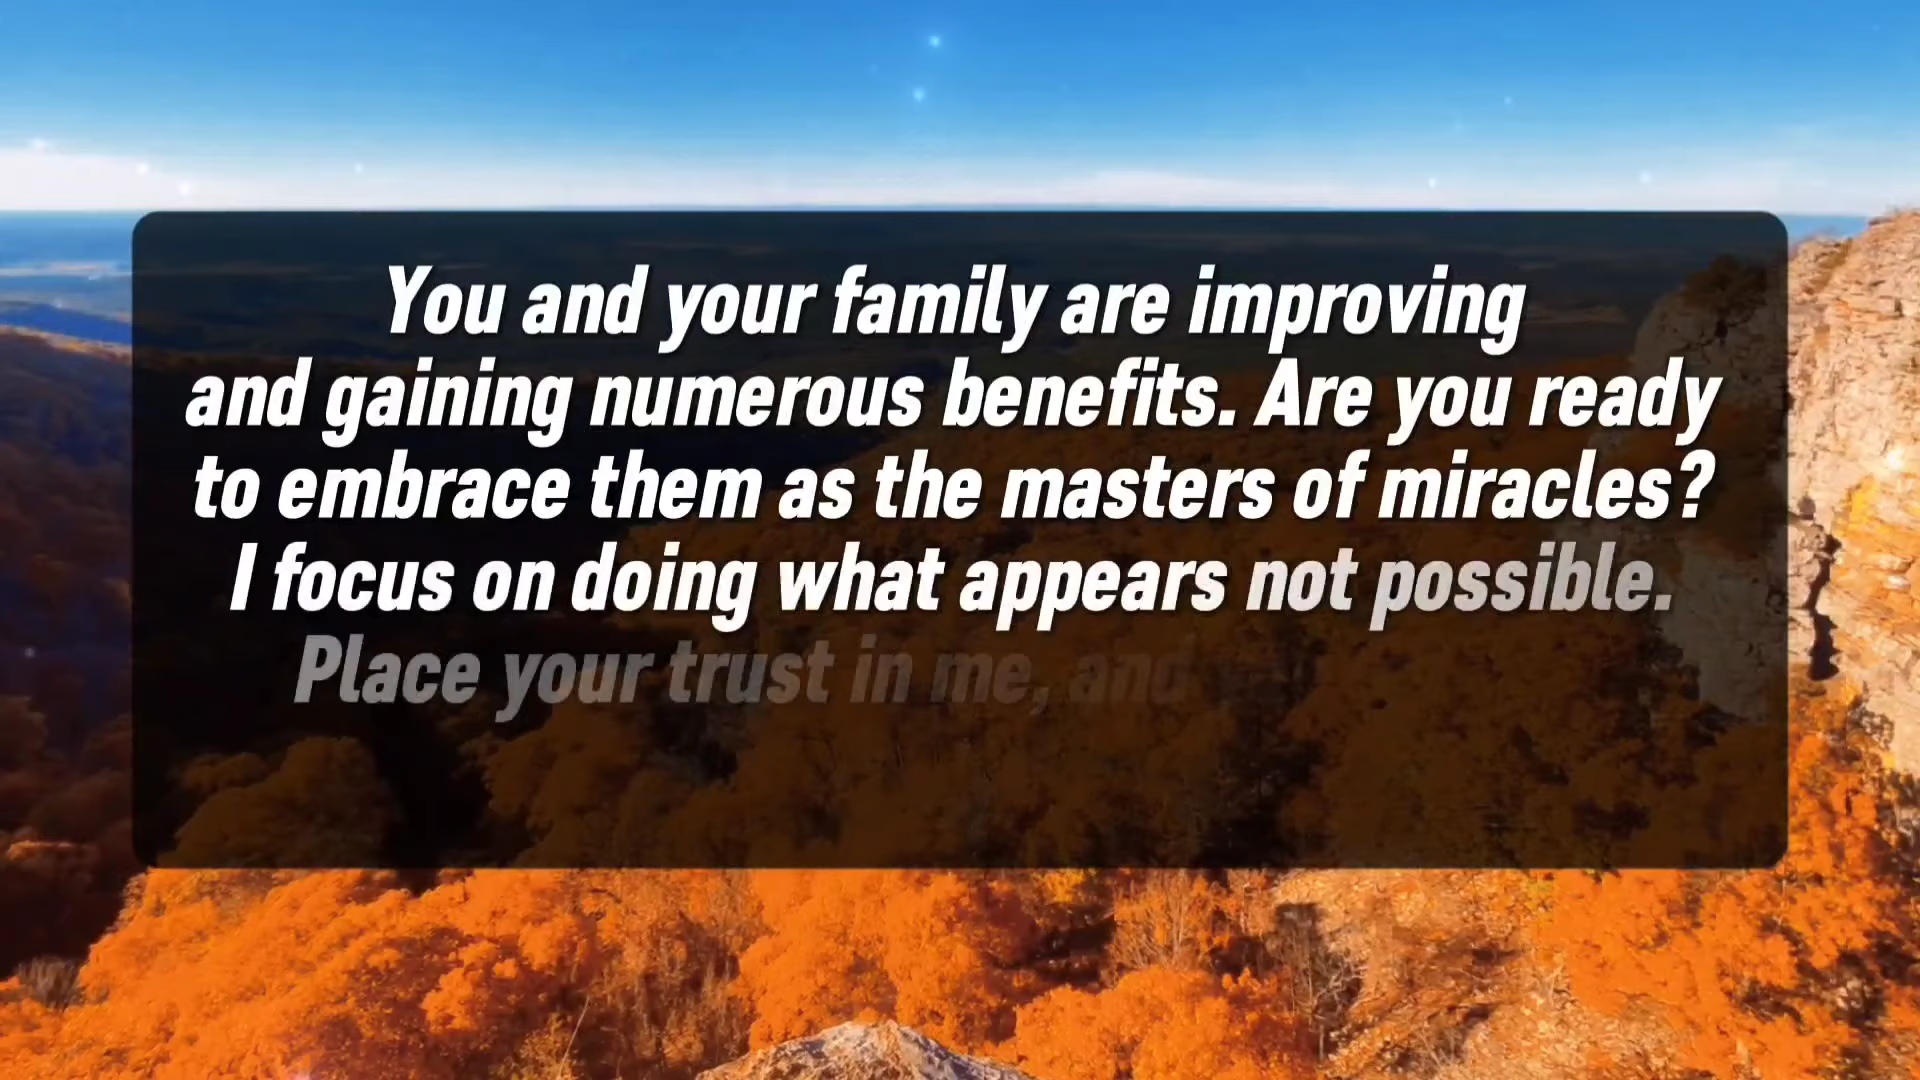 You and your family are improving
and gaining numerous benefits. Are you ready
to embrace them as the masters of miracles?
I focus on doing what appears not possible.
Place your trust in me, and